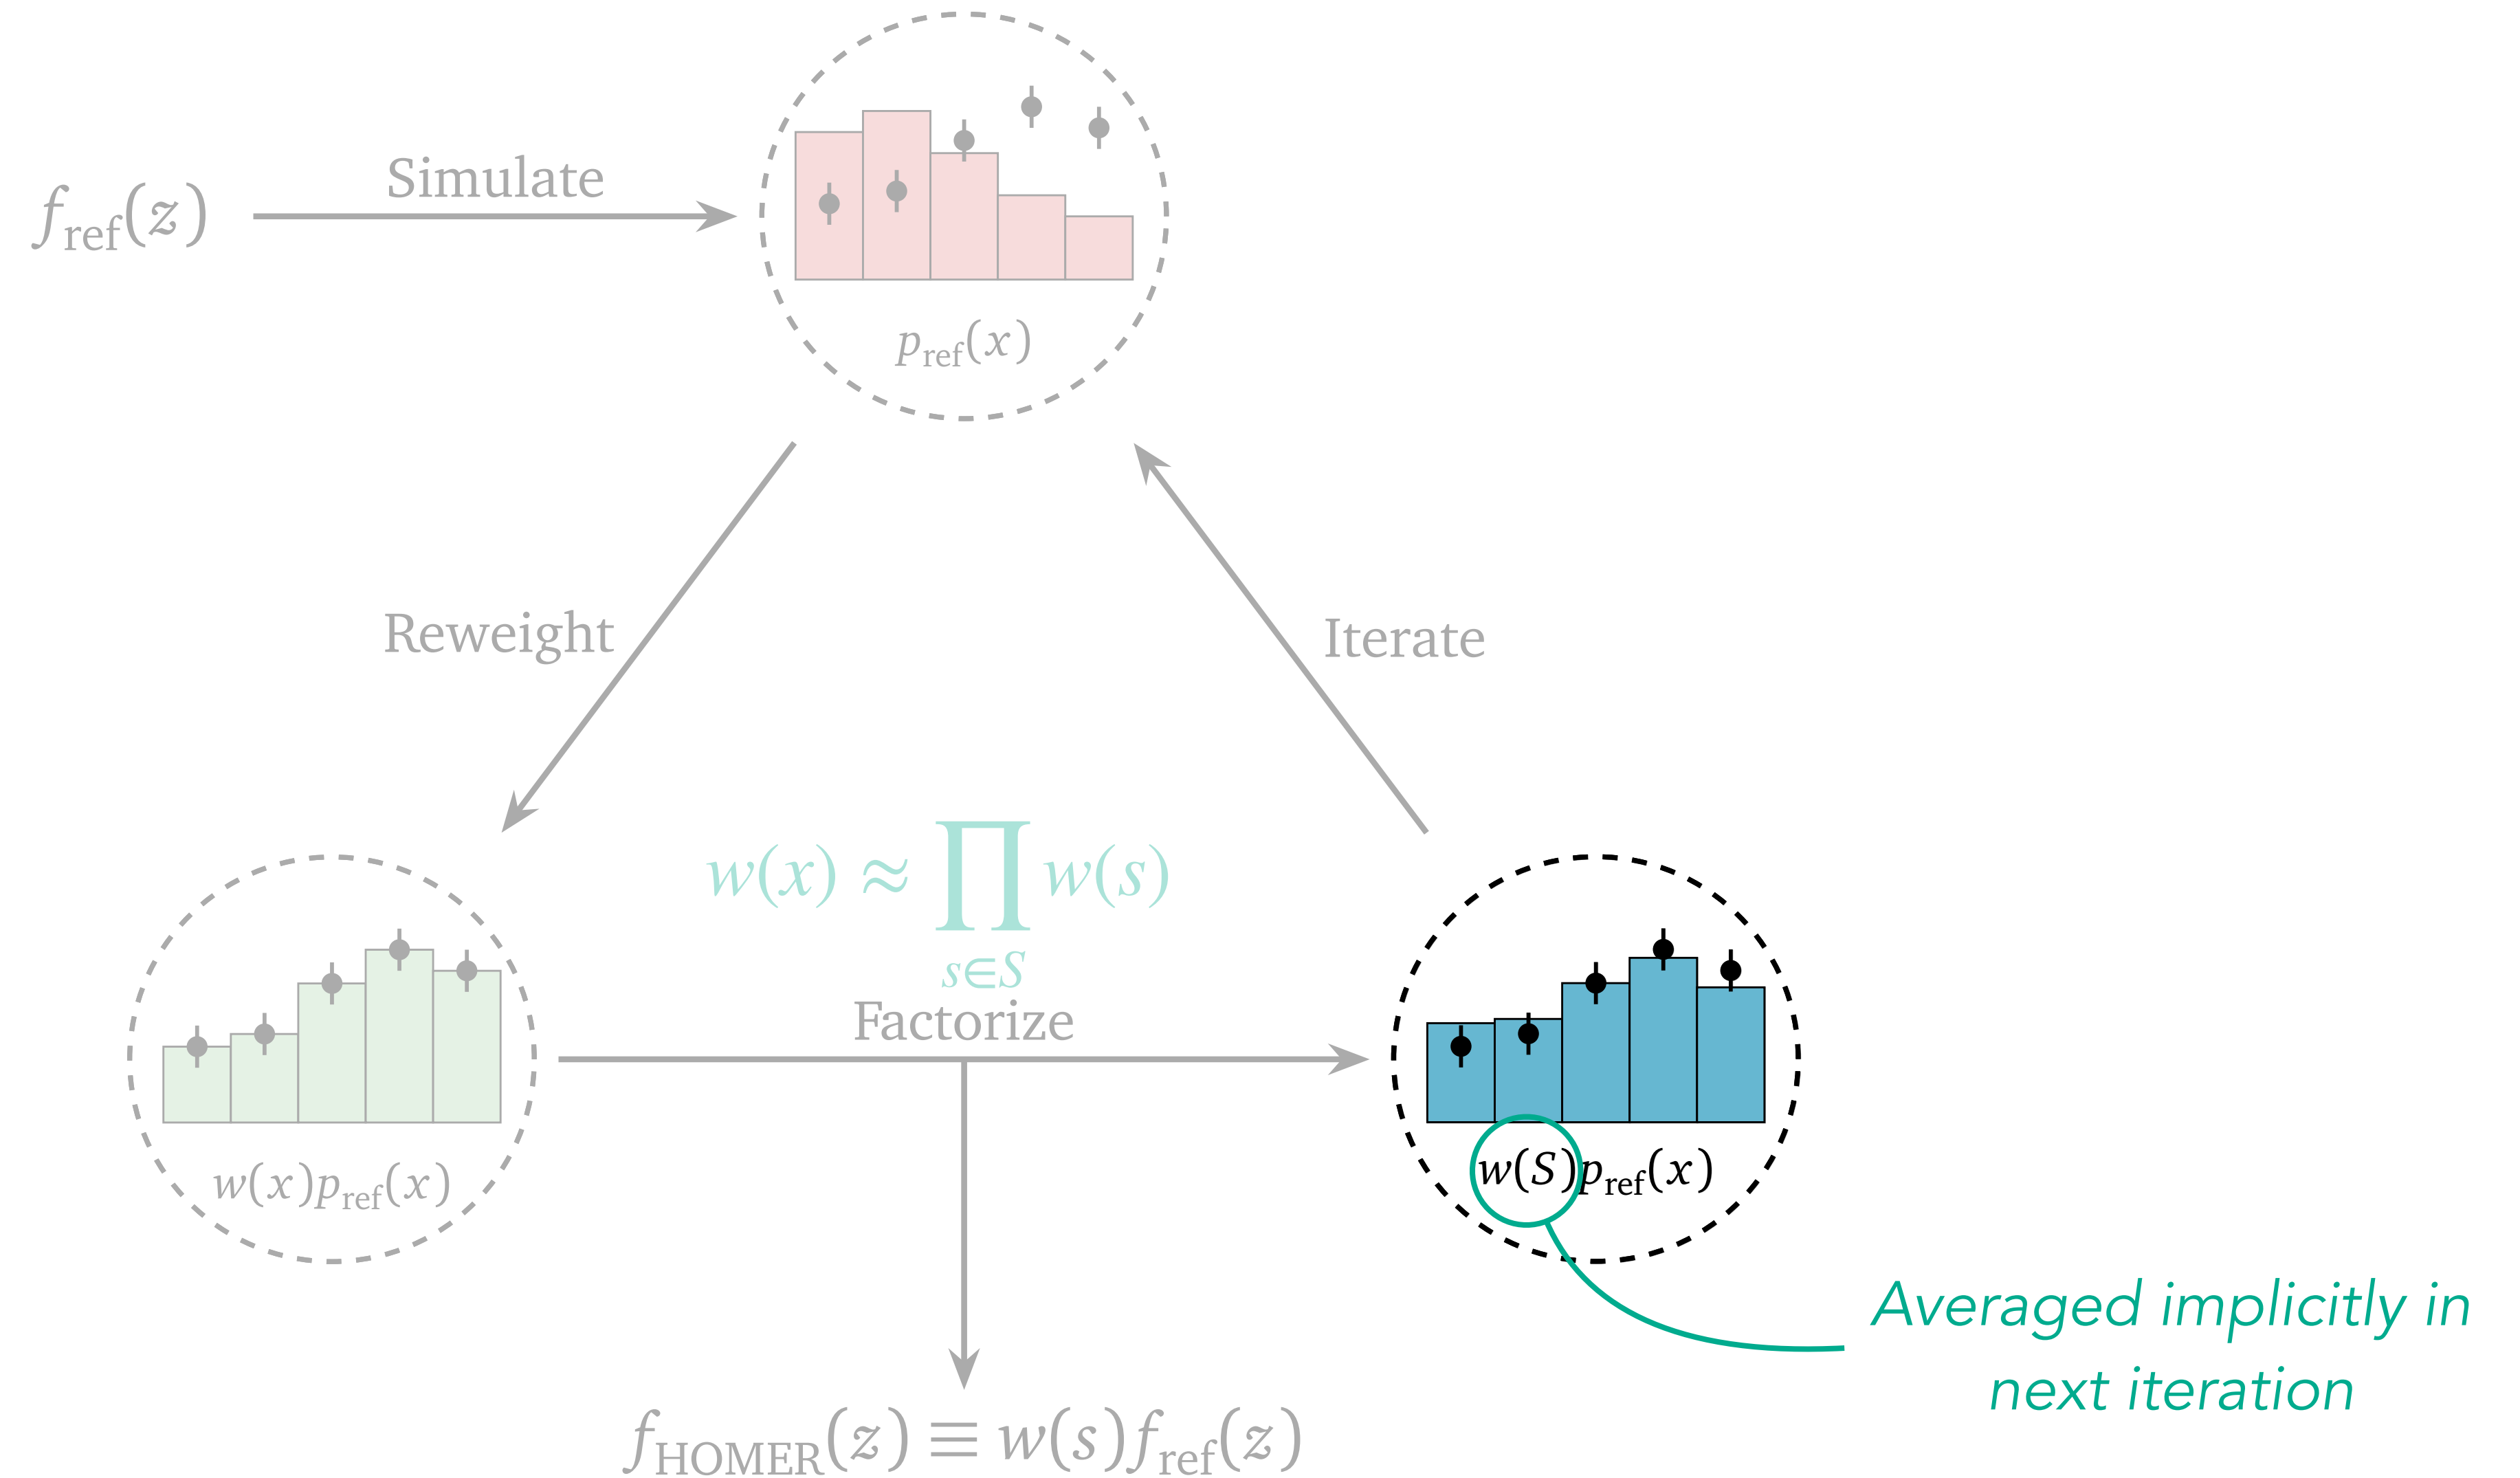 f_ref(z)
Simulate
p_ref(x)
Reweight
Iterate
w(x) ≈ ∏ w(s)
s∈S
Factorize
w(x)p_ref(x)
w(S)p_ref(x)
Averaged implicitly in
next iteration
f_HOMER(z) ≡ w(s)f_ref(z)